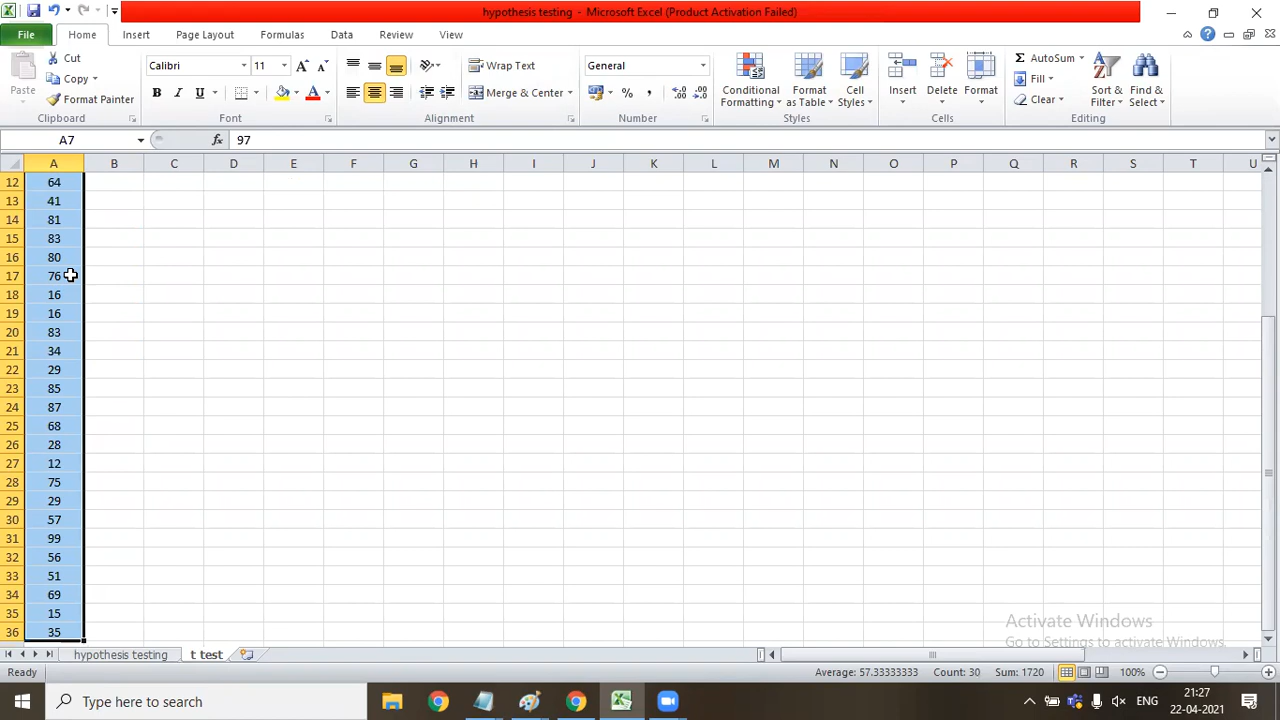 hypothesis testing - Microsoft Excel (Product Activation Failed)
File Home Insert Page Layout Formulas Data Review View
Paste Cut Copy Format Painter
Calibri 11
B I U
Wrap Text
Merge & Center
General
%
Conditional Formatting
Format as Table
Cell Styles
Insert Delete Format
AutoSum
Fill
Clear
Sort & Filter
Find & Select
Clipboard Font Alignment Number Styles Cells Editing
A7 fx 97
A B C D E F G H I J K L M N O P Q R S T U
12 64
13 41
14 81
15 83
16 80
17 76
18 16
19 16
20 83
21 34
22 29
23 85
24 87
25 68
26 28
27 12
28 75
29 29
30 57
31 99
32 56
33 51
34 69
35 15
36 35
Activate Windows
Go to Settings to activate Windows.
hypothesis testing t test
Ready Average: 57.33333333 Count: 30 Sum: 1720 100%
Type here to search
ENG
21:27
22-04-2021